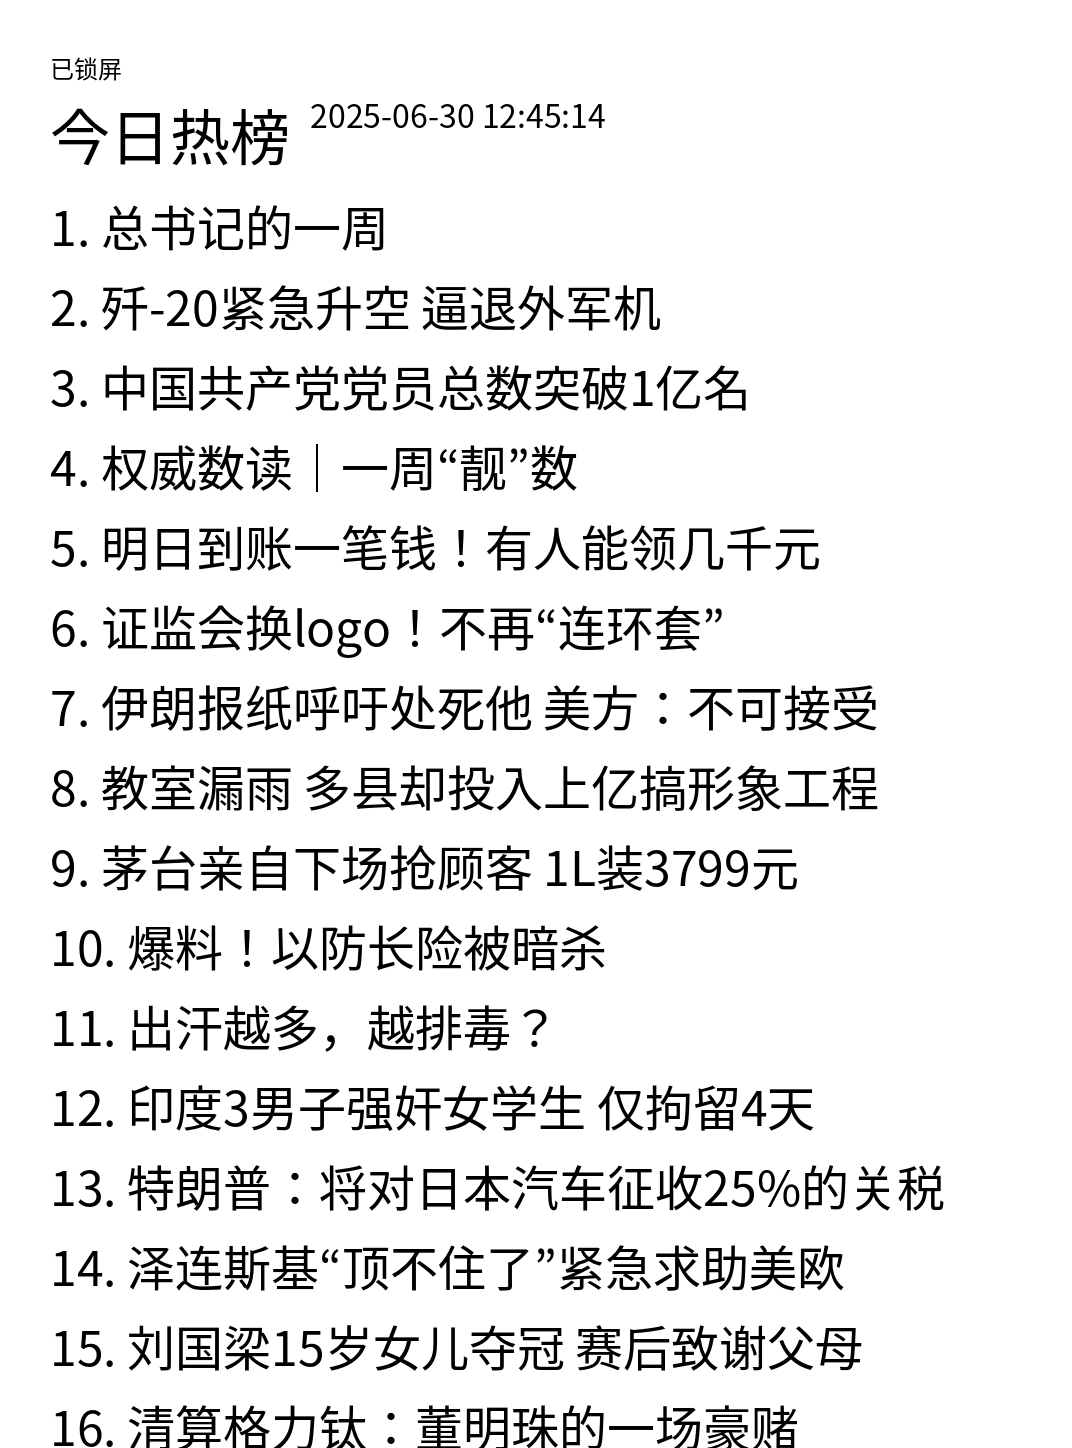 已锁屏
今日热榜 2025-06-30 12:45:14
1. 总书记的一周
2. 歼-20紧急升空 逼退外军机
3. 中国共产党党员总数突破1亿名
4. 权威数读｜一周“靓”数
5. 明日到账一笔钱！有人能领几千元
6. 证监会换logo！不再“连环套”
7. 伊朗报纸呼吁处死他 美方：不可接受
8. 教室漏雨 多县却投入上亿搞形象工程
9. 茅台亲自下场抢顾客 1L装3799元
10. 爆料！以防长险被暗杀
11. 出汗越多，越排毒？
12. 印度3男子强奸女学生 仅拘留4天
13. 特朗普：将对日本汽车征收25%的关税
14. 泽连斯基“顶不住了”紧急求助美欧
15. 刘国梁15岁女儿夺冠 赛后致谢父母
16. 清算格力钛：董明珠的一场豪赌